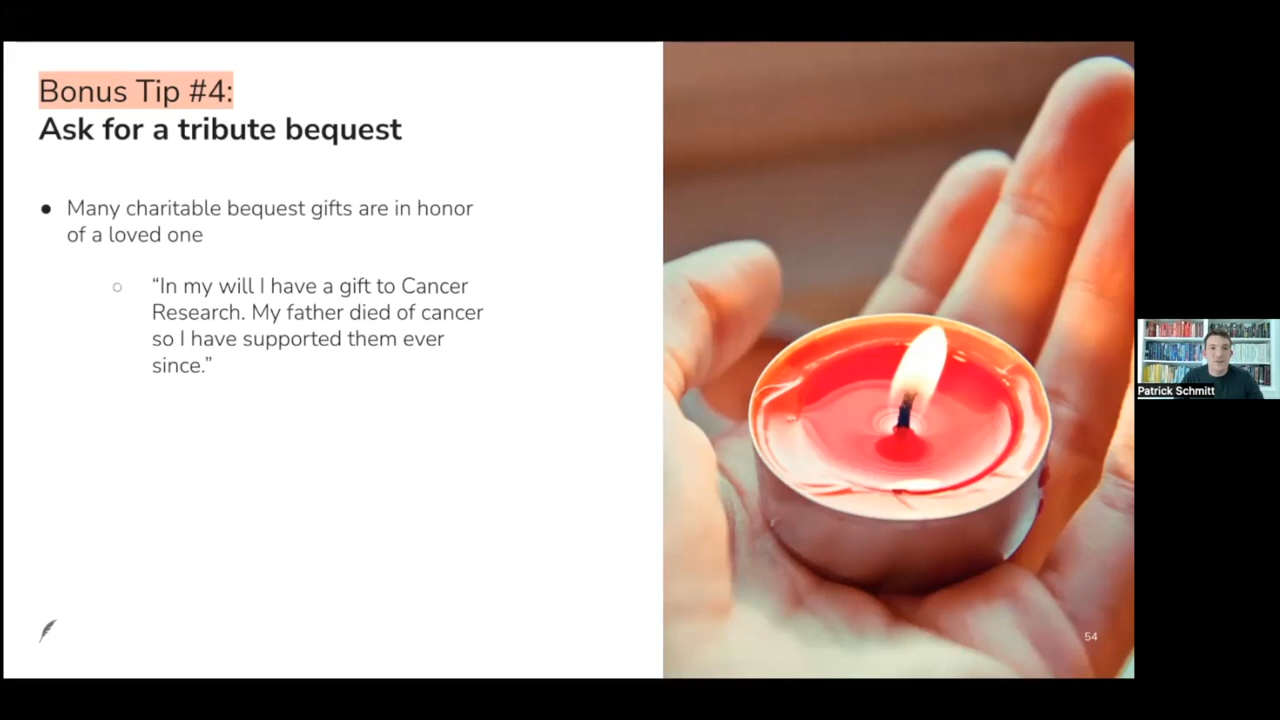 Bonus Tip #4:
Ask for a tribute bequest
● Many charitable bequest gifts are in honor
of a loved one
○ “In my will I have a gift to Cancer
Research. My father died of cancer
so I have supported them ever
since.”
54
Patrick Schmitt